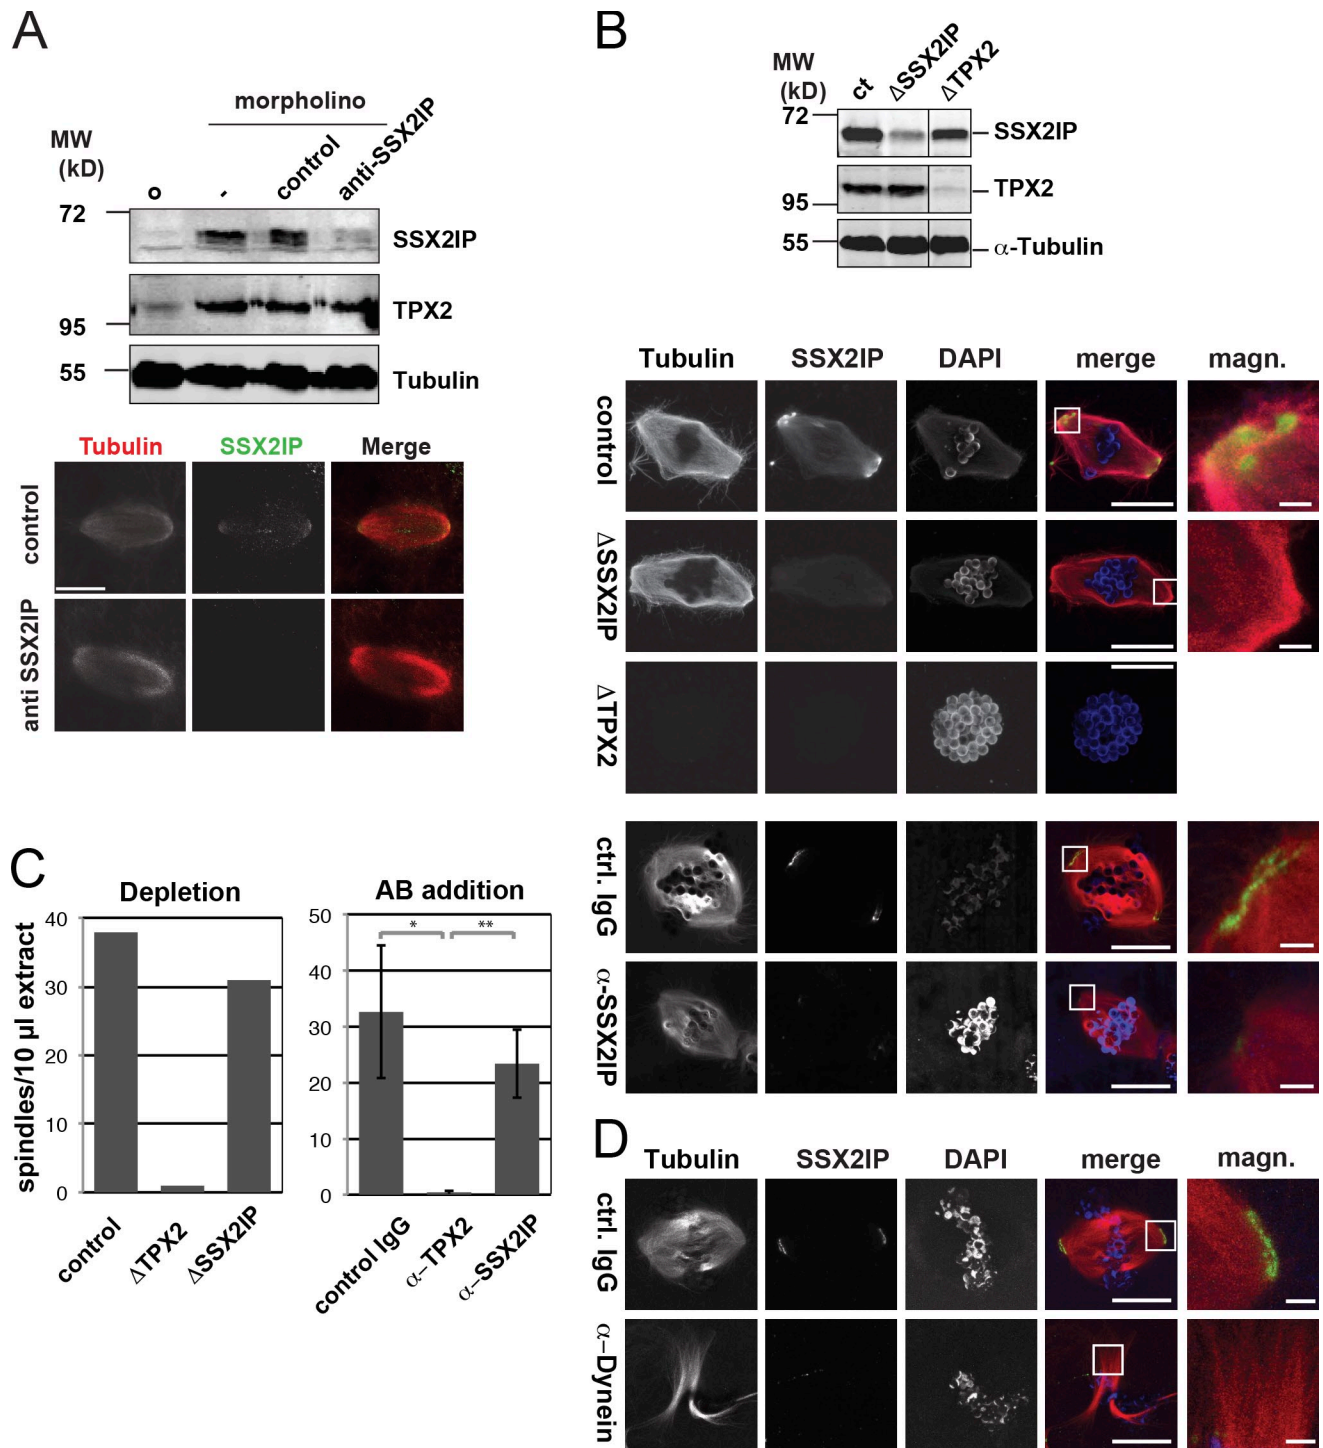 A
morpholino
MW
(kD)
o
-
control
anti-SSX2IP
72
SSX2IP
TPX2
95
55
Tubulin
Tubulin
SSX2IP
Merge
control
anti SSX2IP
B
MW
(kD)
ct
ΔSSX2IP
ΔTPX2
72
SSX2IP
TPX2
95
55
α-Tubulin
Tubulin
SSX2IP
DAPI
merge
magn.
control
ΔSSX2IP
ΔTPX2
ctrl. IgG
α-SSX2IP
C
Depletion
spindles/10 µl extract
40
30
20
10
0
control
ΔTPX2
ΔSSX2IP
AB addition
50
40
30
20
10
0
*
**
control IgG
α–TPX2
α–SSX2IP
D
Tubulin
SSX2IP
DAPI
merge
magn.
ctrl. IgG
α–Dynein